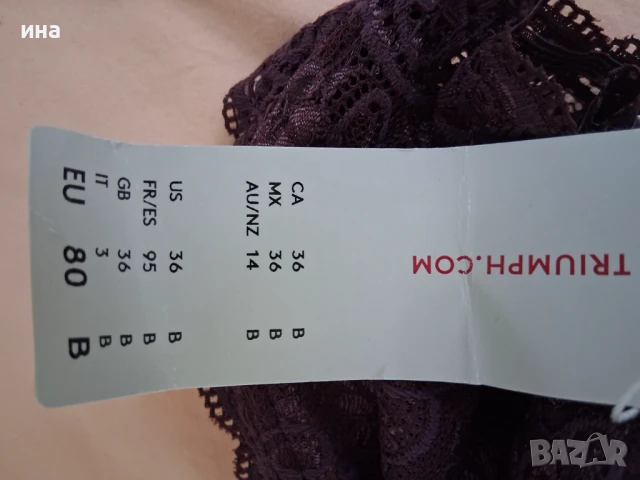 ина
TRIUMPH.COM
CA 36 B
MX 36 B
AU/NZ 14 B
US 36 B
FR/ES 95 B
GB 36 B
IT 3 B
EU 80 B
BAZAR